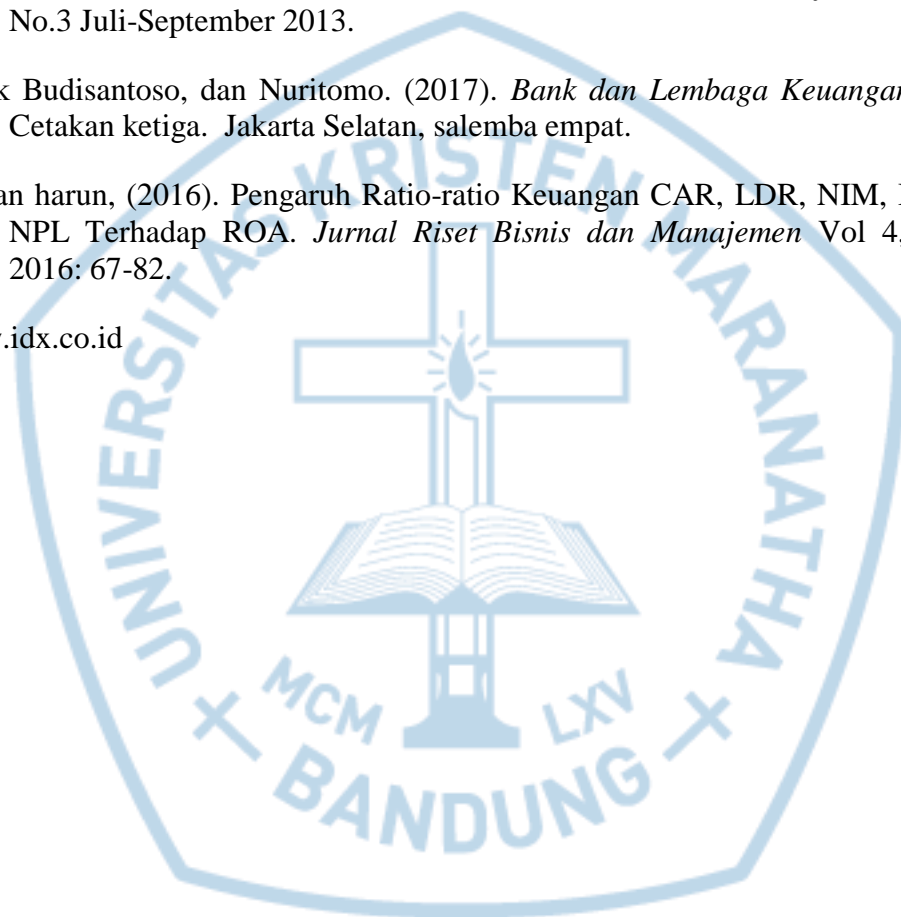 No.3 Juli-September 2013.
k Budisantoso, dan Nuritomo. (2017). Bank dan Lembaga Keuangan
Cetakan ketiga.  Jakarta Selatan, salemba empat.
an harun, (2016). Pengaruh Ratio-ratio Keuangan CAR, LDR, NIM,
NPL Terhadap ROA. Jurnal Riset Bisnis dan Manajemen Vol 4,
2016: 67-82.
.idx.co.id
UNIVERSITAS KRISTEN MARANATHA
MCM LXV
BANDUNG